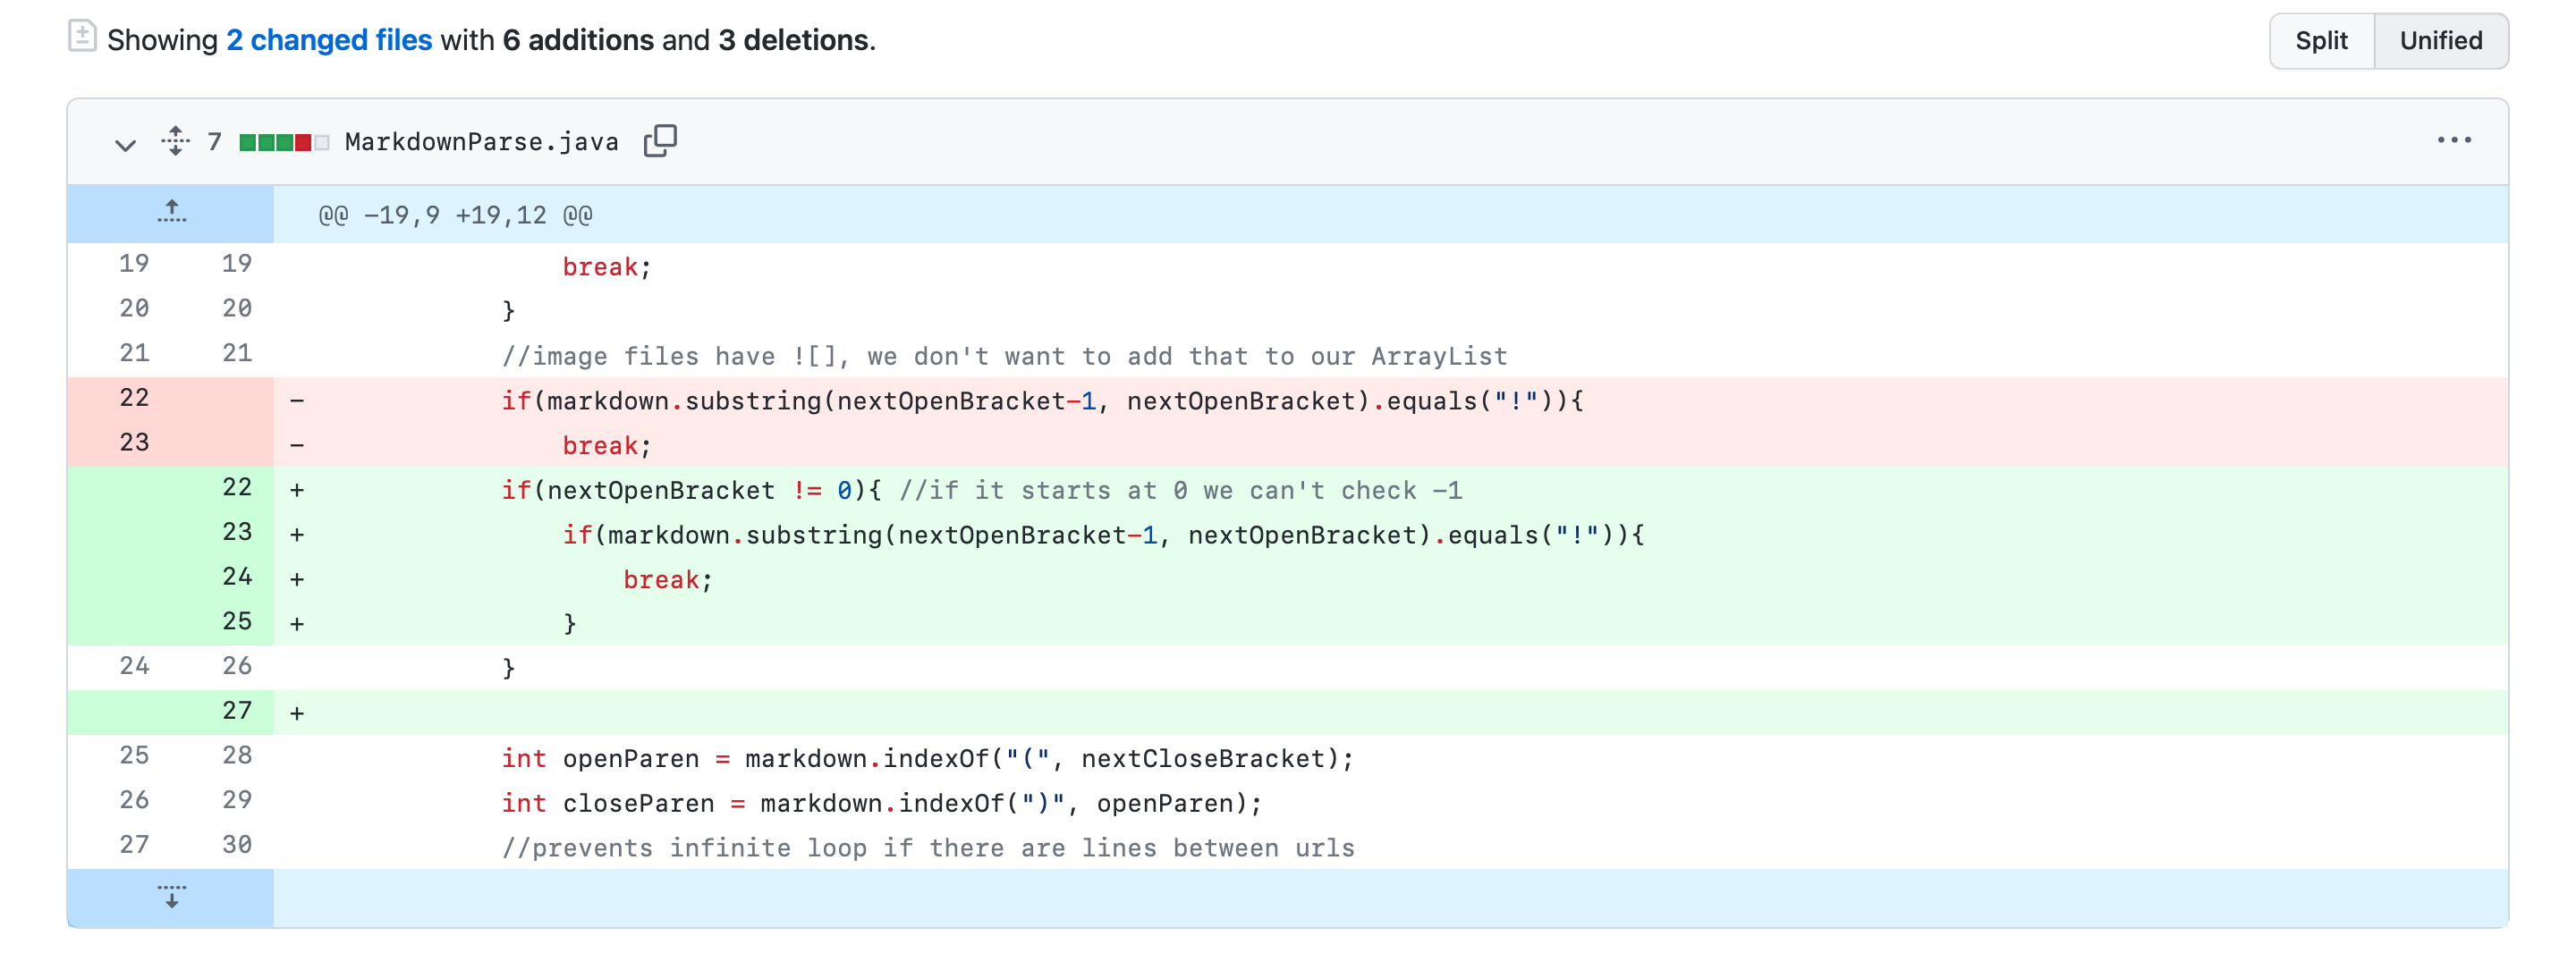 Showing 2 changed files with 6 additions and 3 deletions.
Split Unified
7 MarkdownParse.java
@@ -19,9 +19,12 @@
19 19 break;
20 20 }
21 21 //image files have ![], we don't want to add that to our ArrayList
22 - if(markdown.substring(nextOpenBracket-1, nextOpenBracket).equals("!")){
23 - break;
22 + if(nextOpenBracket != 0){ //if it starts at 0 we can't check -1
23 + if(markdown.substring(nextOpenBracket-1, nextOpenBracket).equals("!")){
24 + break;
25 + }
24 26 }
27 +
25 28 int openParen = markdown.indexOf("(", nextCloseBracket);
26 29 int closeParen = markdown.indexOf(")", openParen);
27 30 //prevents infinite loop if there are lines between urls